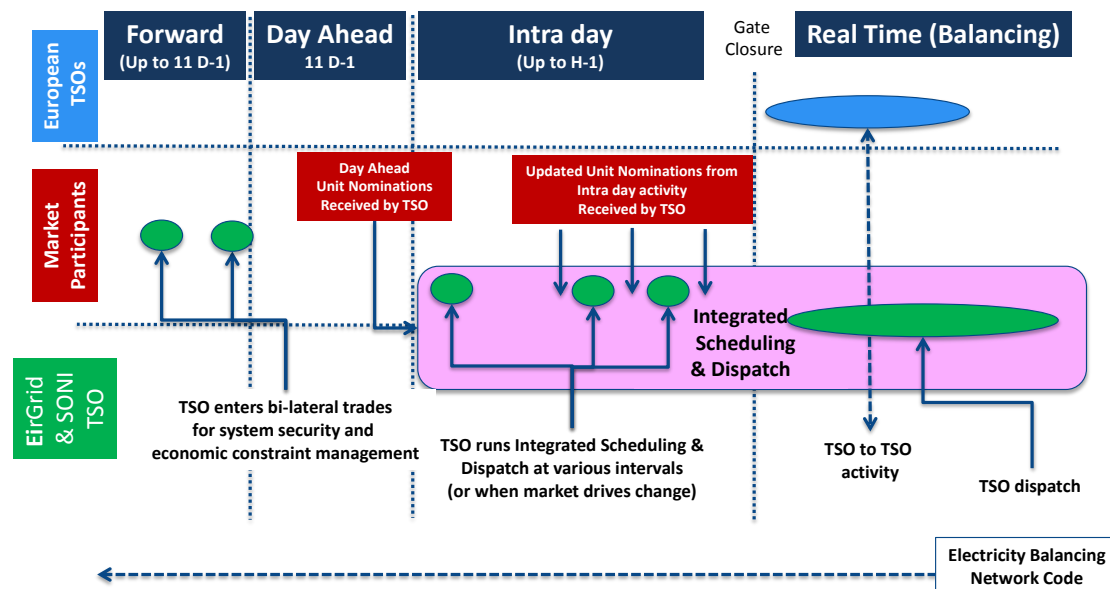 Forward
(Up to 11 D-1)
Day Ahead
11 D-1
Intra day
(Up to H-1)
Gate
Closure
Real Time (Balancing)
European
TSOs
Day Ahead
Unit Nominations
Received by TSO
Updated Unit Nominations from
Intra day activity
Received by TSO
Market
Participants
Integrated
Scheduling
& Dispatch
EirGrid
& SONI
TSO
TSO enters bi-lateral trades
for system security and
economic constraint management
TSO runs Integrated Scheduling &
Dispatch at various intervals
(or when market drives change)
TSO to TSO
activity
TSO dispatch
Electricity Balancing
Network Code